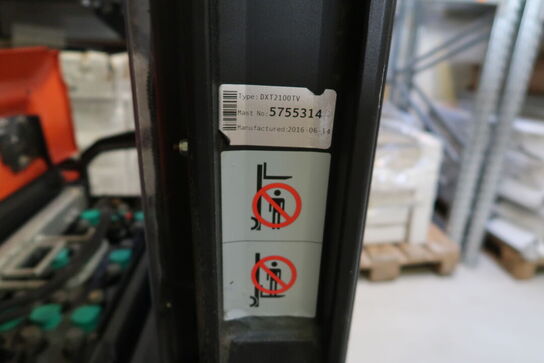 Type: DXT2100TV
Mast No. 5755314
Manufactured: 2016-06-14